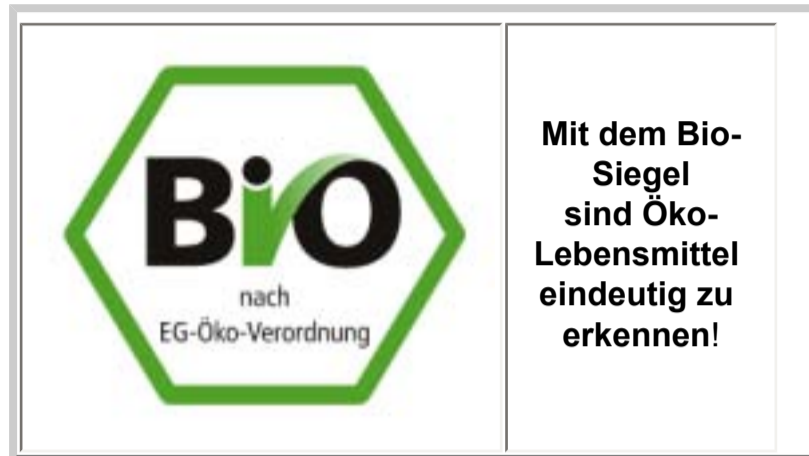 Bio
nach
EG-Öko-Verordnung
Mit dem Bio-
Siegel
sind Öko-
Lebensmittel
eindeutig zu
erkennen!